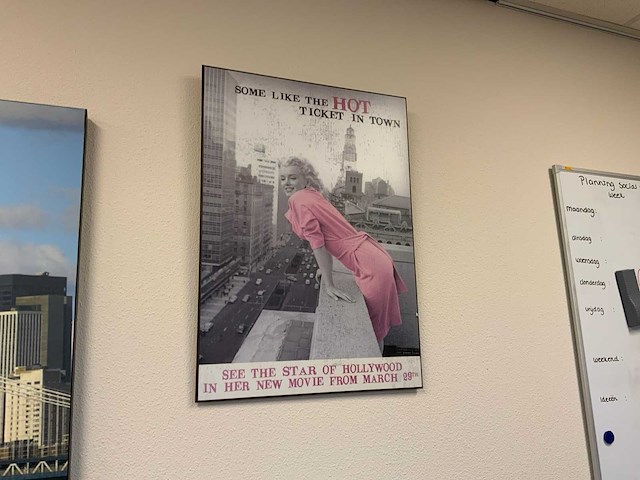 SOME LIKE THE HOT
TICKET IN TOWN
SEE THE STAR OF HOLLYWOOD
IN HER NEW MOVIE FROM MARCH 29TH
Planning Social
week
maandag:
dinsdag :
woensdag :
donderdag
vrijdag :
weekend :
Ideeën :